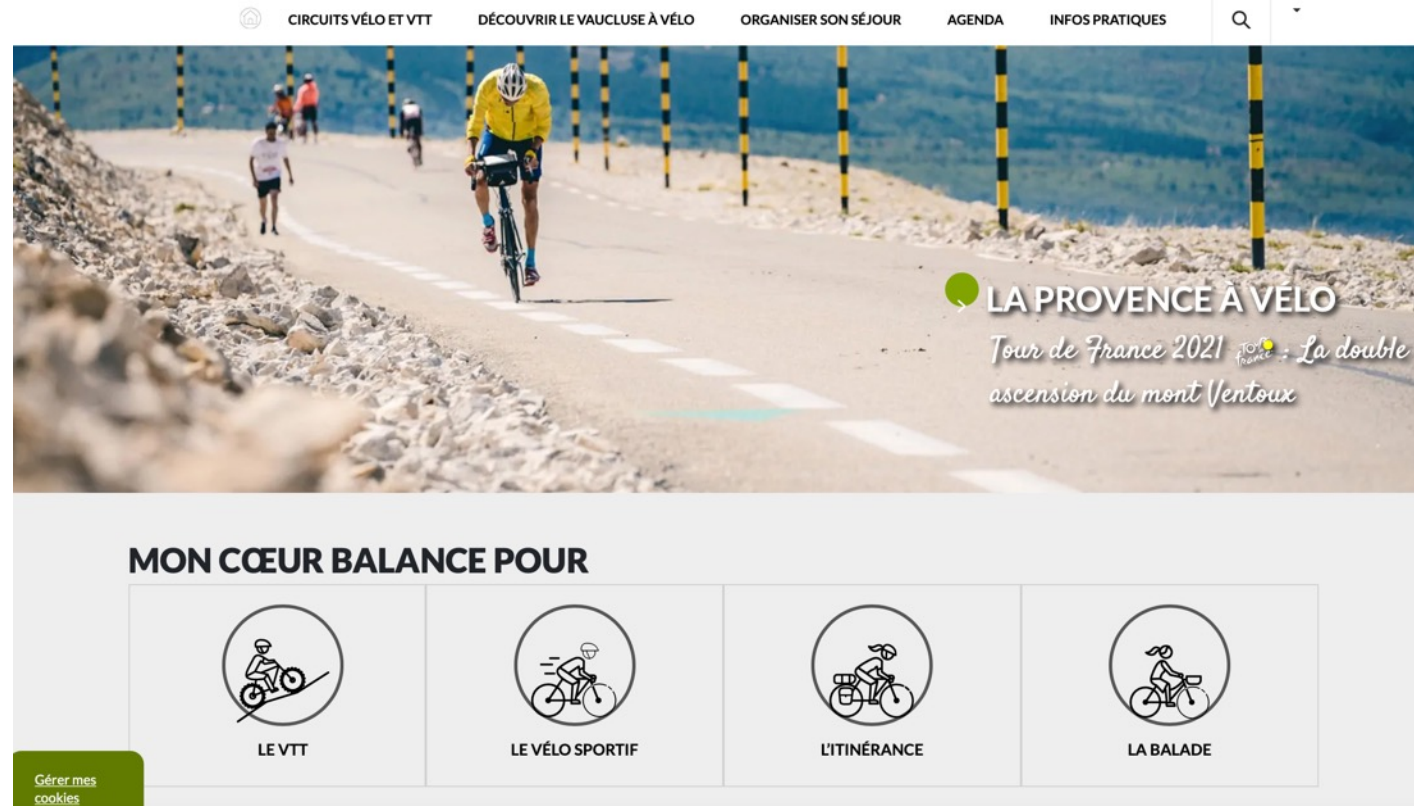 CIRCUITS VÉLO ET VTT DÉCOUVRIR LE VAUCLUSE À VÉLO ORGANISER SON SÉJOUR AGENDA INFOS PRATIQUES
LA PROVENCE À VÉLO
Tour de France 2021 TOUR france : La double
ascension du mont Ventoux
MON CŒUR BALANCE POUR
LE VTT LE VÉLO SPORTIF L'ITINÉRANCE LA BALADE
Gérer mes
cookies